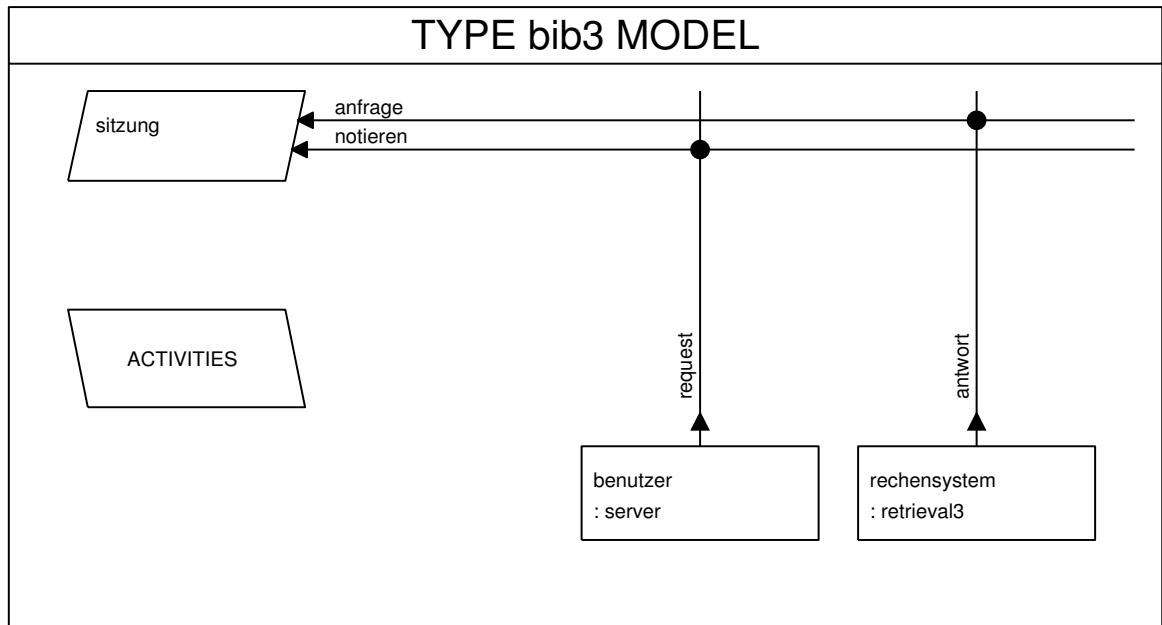 TYPE bib3 MODEL
sitzung
anfrage
notieren
ACTIVITIES
request
antwort
benutzer
: server
rechensystem
: retrieval3